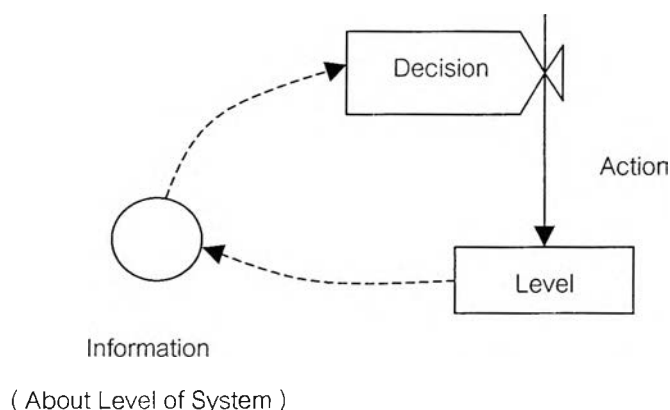 Decision
Action
Level
Information
( About Level of System )